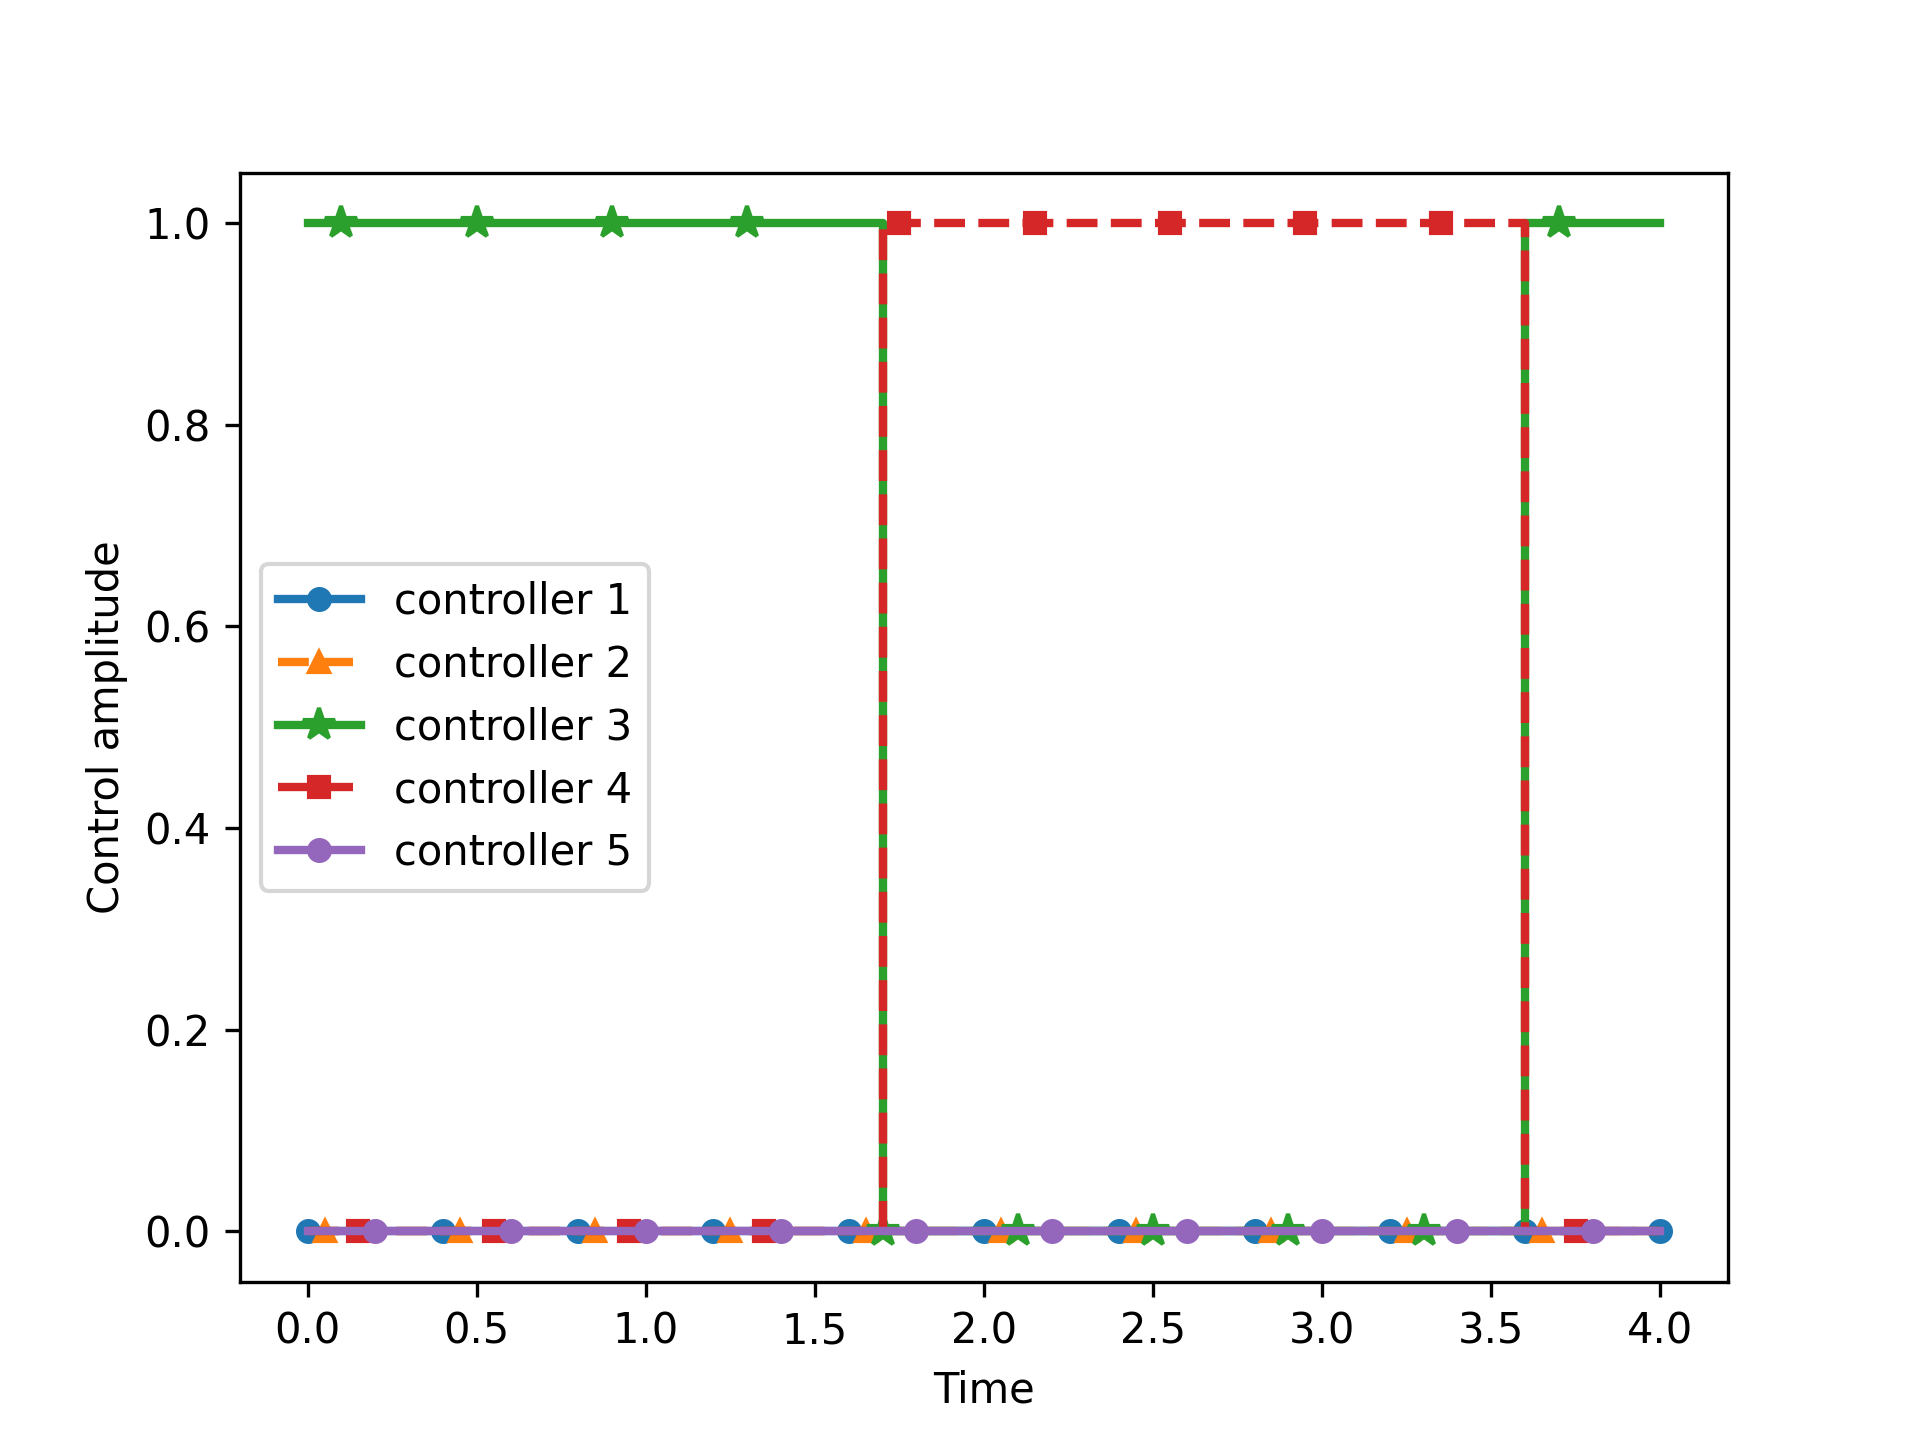 1.0
0.8
0.6
0.4
0.2
0.0
Control amplitude
controller 1
controller 2
controller 3
controller 4
controller 5
0.0 0.5 1.0 1.5 2.0 2.5 3.0 3.5 4.0
Time